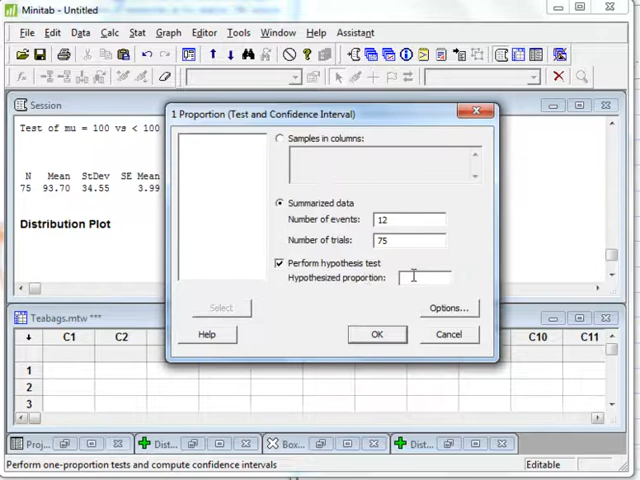 Minitab - Untitled
File Edit Data Calc Stat Graph Editor Tools Window Help Assistant
Session
1 Proportion (Test and Confidence Interval)
Test of mu = 100 vs < 100
N Mean StDev SE Mean
75 93.70 34.55 3.99
Distribution Plot
Samples in columns:
Summarized data
Number of events: 12
Number of trials: 75
Perform hypothesis test
Hypothesized proportion:
Select
Options...
Help
OK
Cancel
Teabags.mtw ***
C1 C2 C10 C11
1
2
3
Proj... Dist... Box... Dist...
Perform one-proportion tests and compute confidence intervals
Editable